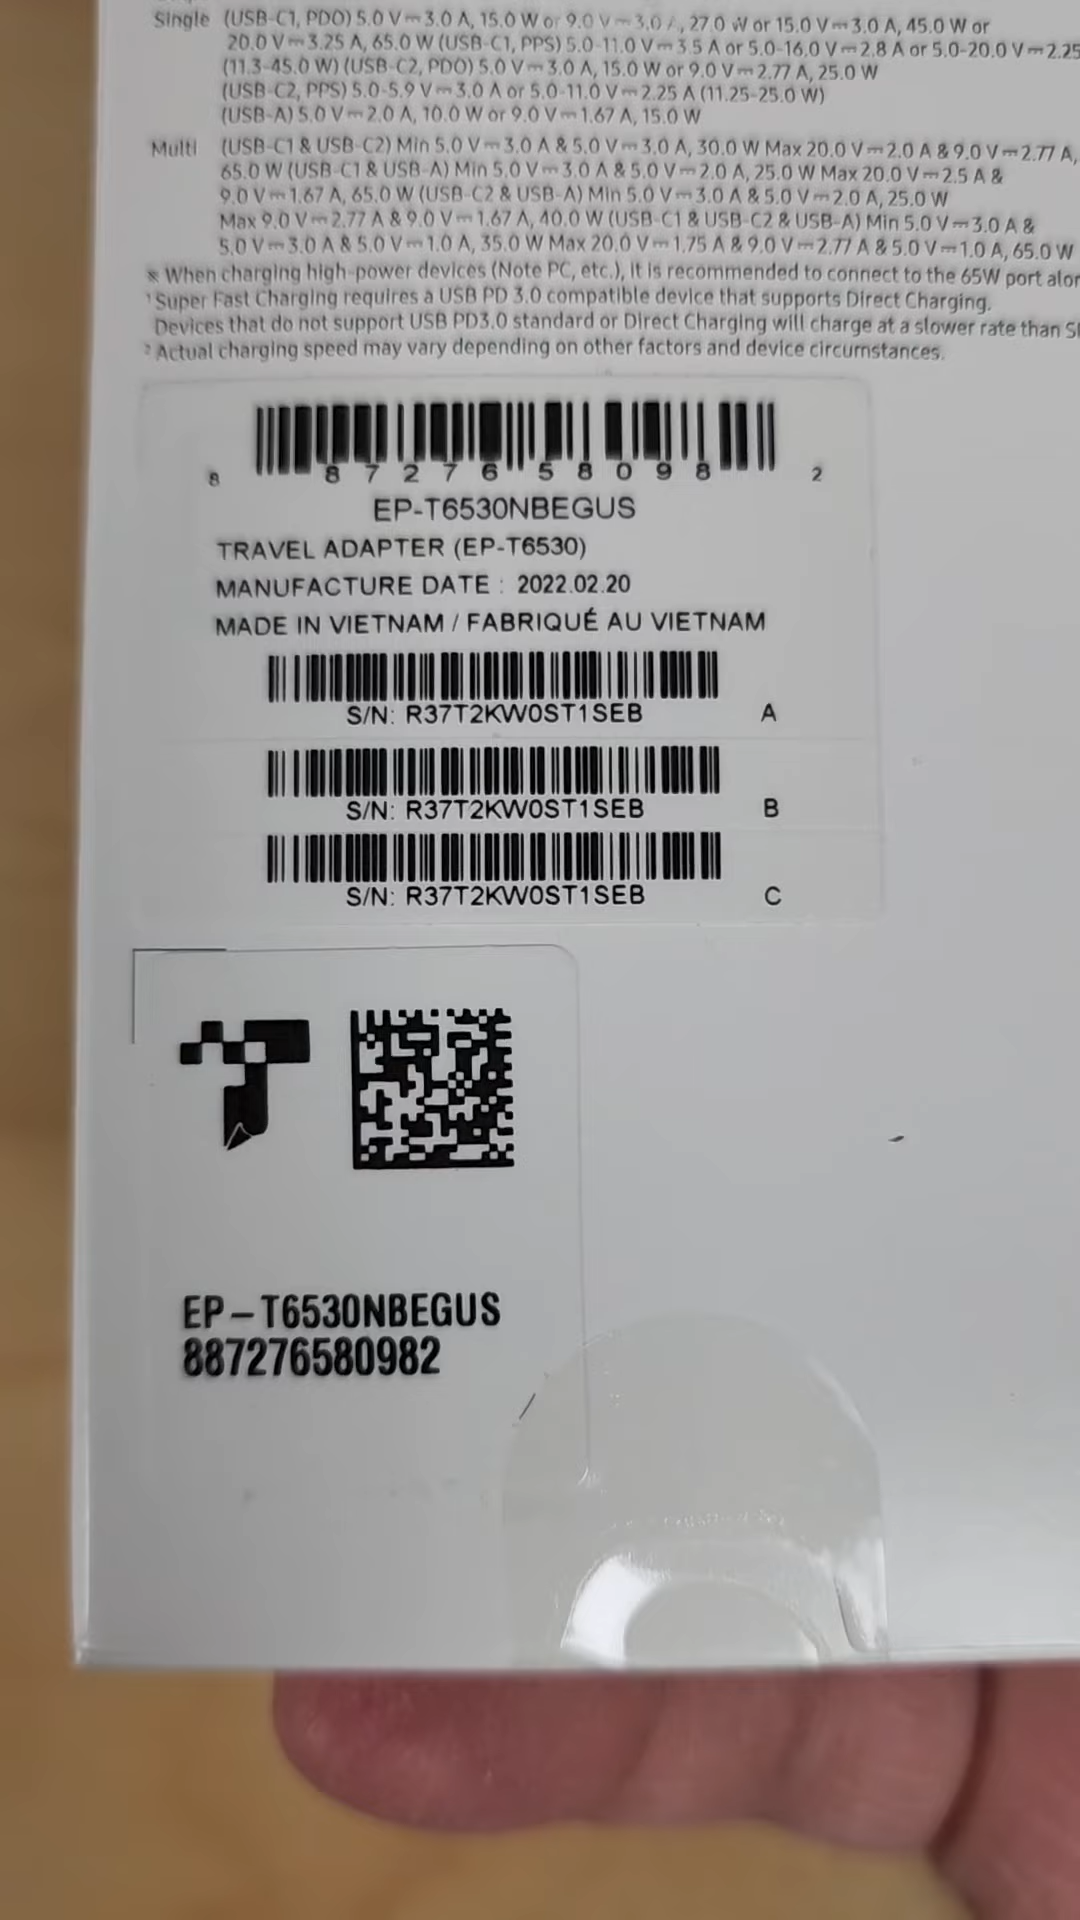 Single (USB-C1, PDO) 5.0 V⎓3.0 A, 15.0 W or 9.0 V⎓3.0 A, 27.0 W or 15.0 V⎓3.0 A, 45.0 W or
20.0 V⎓3.25 A, 65.0 W (USB-C1, PPS) 5.0-11.0 V⎓3.5 A or 5.0-16.0 V⎓2.8 A or 5.0-20.0 V⎓2.25
(11.3-45.0 W) (USB-C2, PDO) 5.0 V⎓3.0 A, 15.0 W or 9.0 V⎓2.77 A, 25.0 W
(USB-C2, PPS) 5.0-5.9 V⎓3.0 A or 5.0-11.0 V⎓2.25 A (11.25-25.0 W)
(USB-A) 5.0 V⎓2.0 A, 10.0 W or 9.0 V⎓1.67 A, 15.0 W
Multi (USB-C1 & USB-C2) Min 5.0 V⎓3.0 A & 5.0 V⎓3.0 A, 30.0 W Max 20.0 V⎓2.0 A & 9.0 V⎓2.77 A,
65.0 W (USB-C1 & USB-A) Min 5.0 V⎓3.0 A & 5.0 V⎓2.0 A, 25.0 W Max 20.0 V⎓2.5 A &
9.0 V⎓1.67 A, 65.0 W (USB-C2 & USB-A) Min 5.0 V⎓3.0 A & 5.0 V⎓2.0 A, 25.0 W
Max 9.0 V⎓2.77 A & 9.0 V⎓1.67 A, 40.0 W (USB-C1 & USB-C2 & USB-A) Min 5.0 V⎓3.0 A &
5.0 V⎓3.0 A & 5.0 V⎓1.0 A, 35.0 W Max 20.0 V⎓1.75 A & 9.0 V⎓2.77 A & 5.0 V⎓1.0 A, 65.0 W
※ When charging high-power devices (Note PC, etc.), it is recommended to connect to the 65W port alon
¹ Super Fast Charging requires a USB PD 3.0 compatible device that supports Direct Charging.
Devices that do not support USB PD3.0 standard or Direct Charging will charge at a slower rate than
² Actual charging speed may vary depending on other factors and device circumstances.
8 87276 58098 2
EP-T6530NBEGUS
TRAVEL ADAPTER (EP-T6530)
MANUFACTURE DATE : 2022.02.20
MADE IN VIETNAM / FABRIQUÉ AU VIETNAM
S/N: R37T2KW0ST1SEB A
S/N: R37T2KW0ST1SEB B
S/N: R37T2KW0ST1SEB C
EP-T6530NBEGUS
887276580982